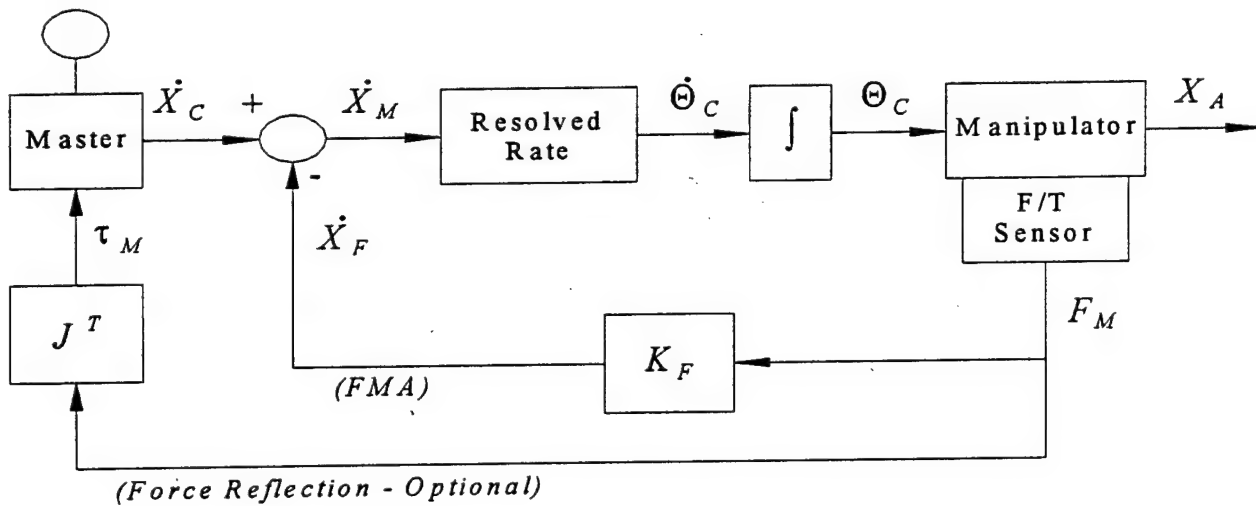 Master
Ẋ_C
+
-
Ẋ_M
Resolved
Rate
Θ̇_C
∫
Θ_C
Manipulator
X_A
F/T
Sensor
F_M
τ_M
Ẋ_F
J^T
K_F
(FMA)
(Force Reflection - Optional)